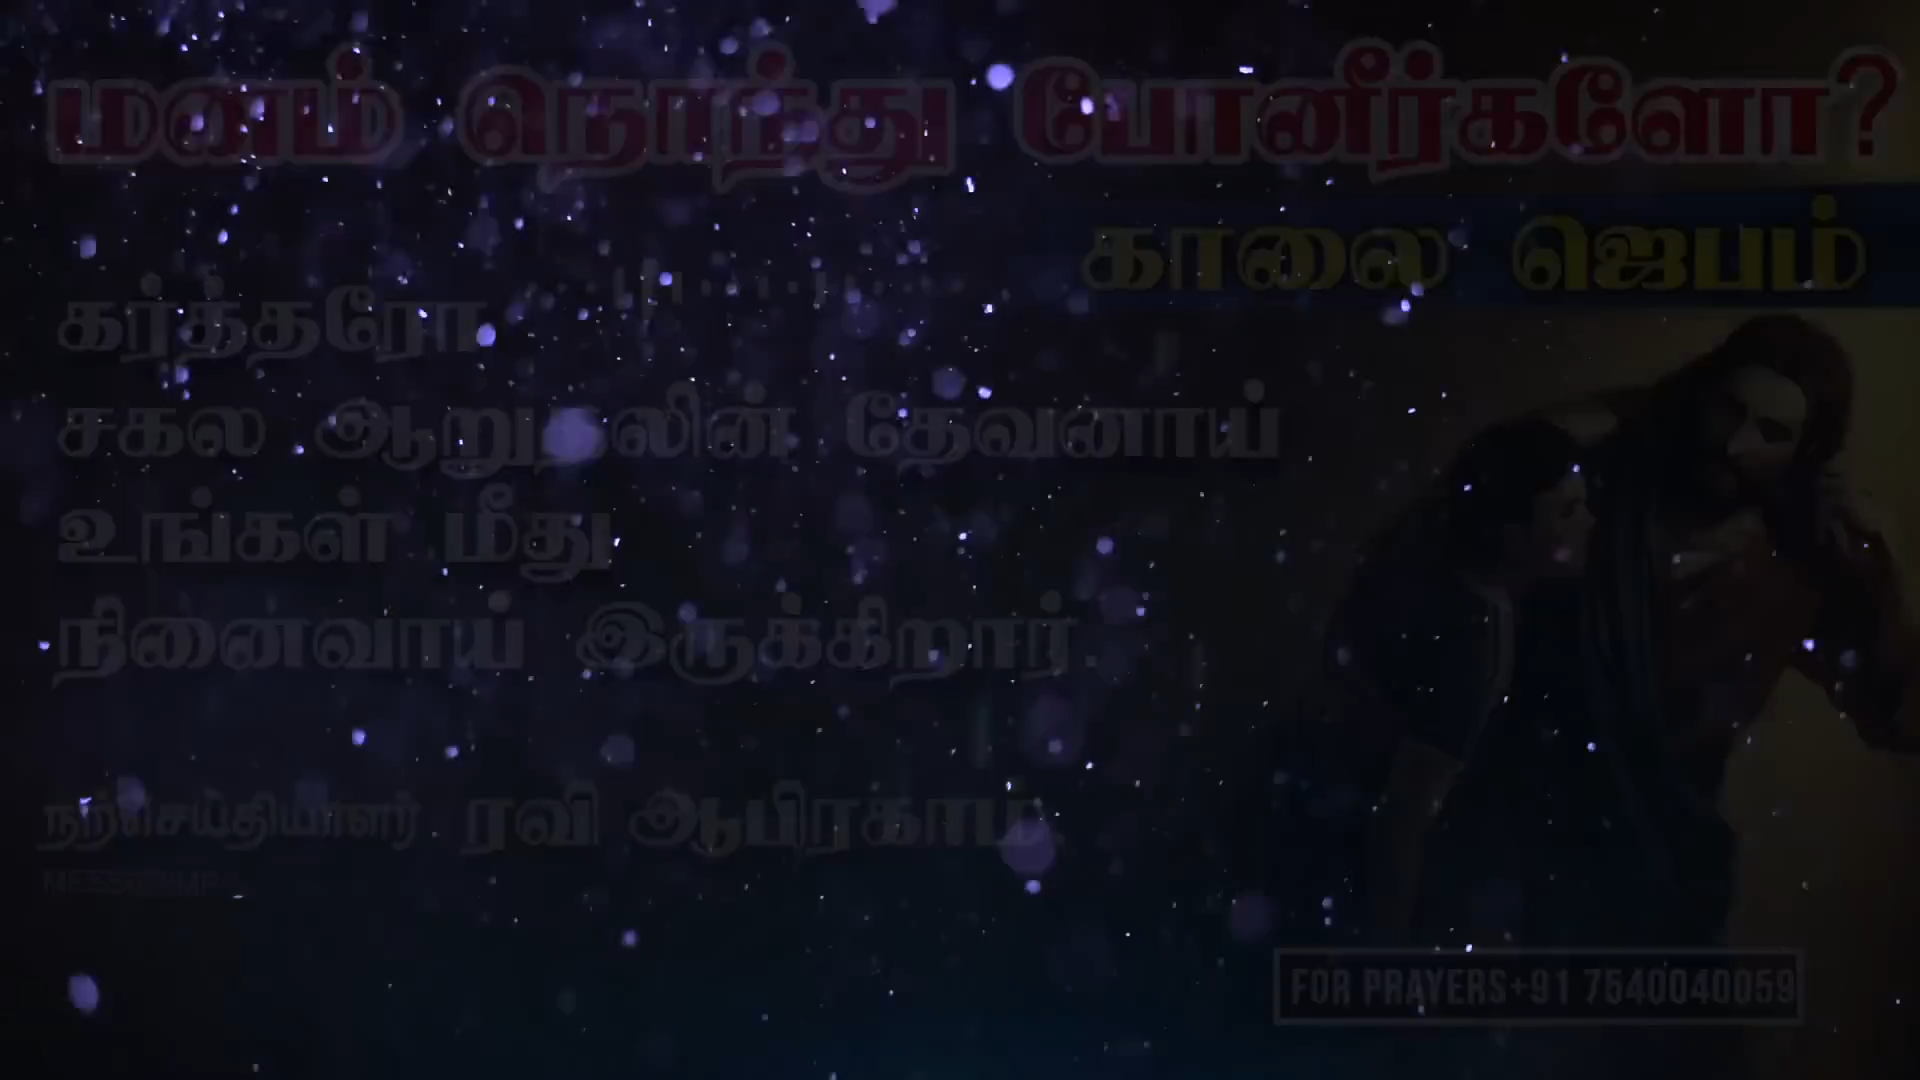 மனம் நொந்து போனீர்களோ?
காலை ஜெபம்
கர்த்தரோ
சகல ஆறுதலின் தேவனாய்
உங்கள் மீது
நினைவாய் இருக்கிறார்.
நற்செய்தியாளர் ரவி ஆபிரகாம்
FOR PRAYERS+91 7640040059